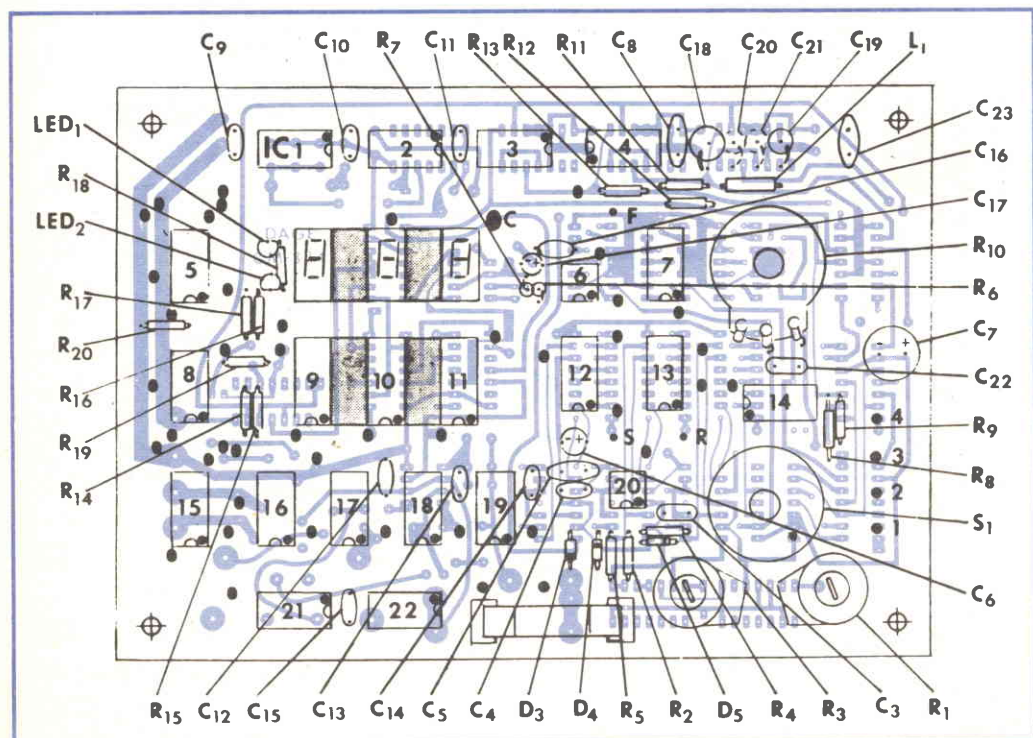 C9 C10 R7 C11 R13 R12 R11 C8 C18 C20 C21 C19 L1
C23
LED1
C16
R18
C17
LED2
R10
R17
R6
R20
C7
R16
C22
R19
R9
R14
R8
S1
C6
IC1 2 3 4
C F
5 6 7
8 9 10 11 12 13 14
4
S R
3
15 16 17 18 19 20
2
1
21 22
R15 C12 C15 C13 C14 C5 C4 D3 D4 R5 R2 D5 R4 R3 C3 R1